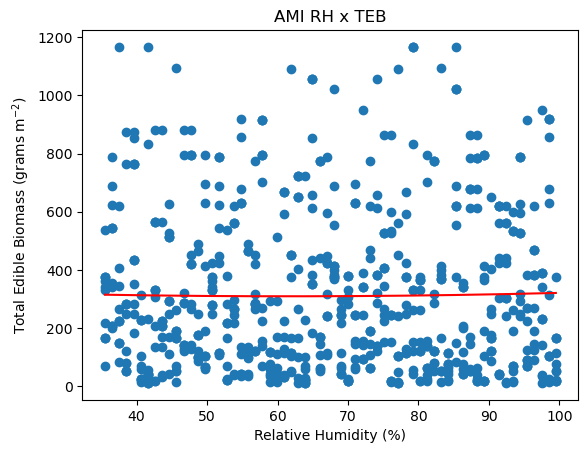 AMI RH x TEB
Total Edible Biomass (grams m⁻²)
1200
1000
800
600
400
200
0
40 50 60 70 80 90 100
Relative Humidity (%)